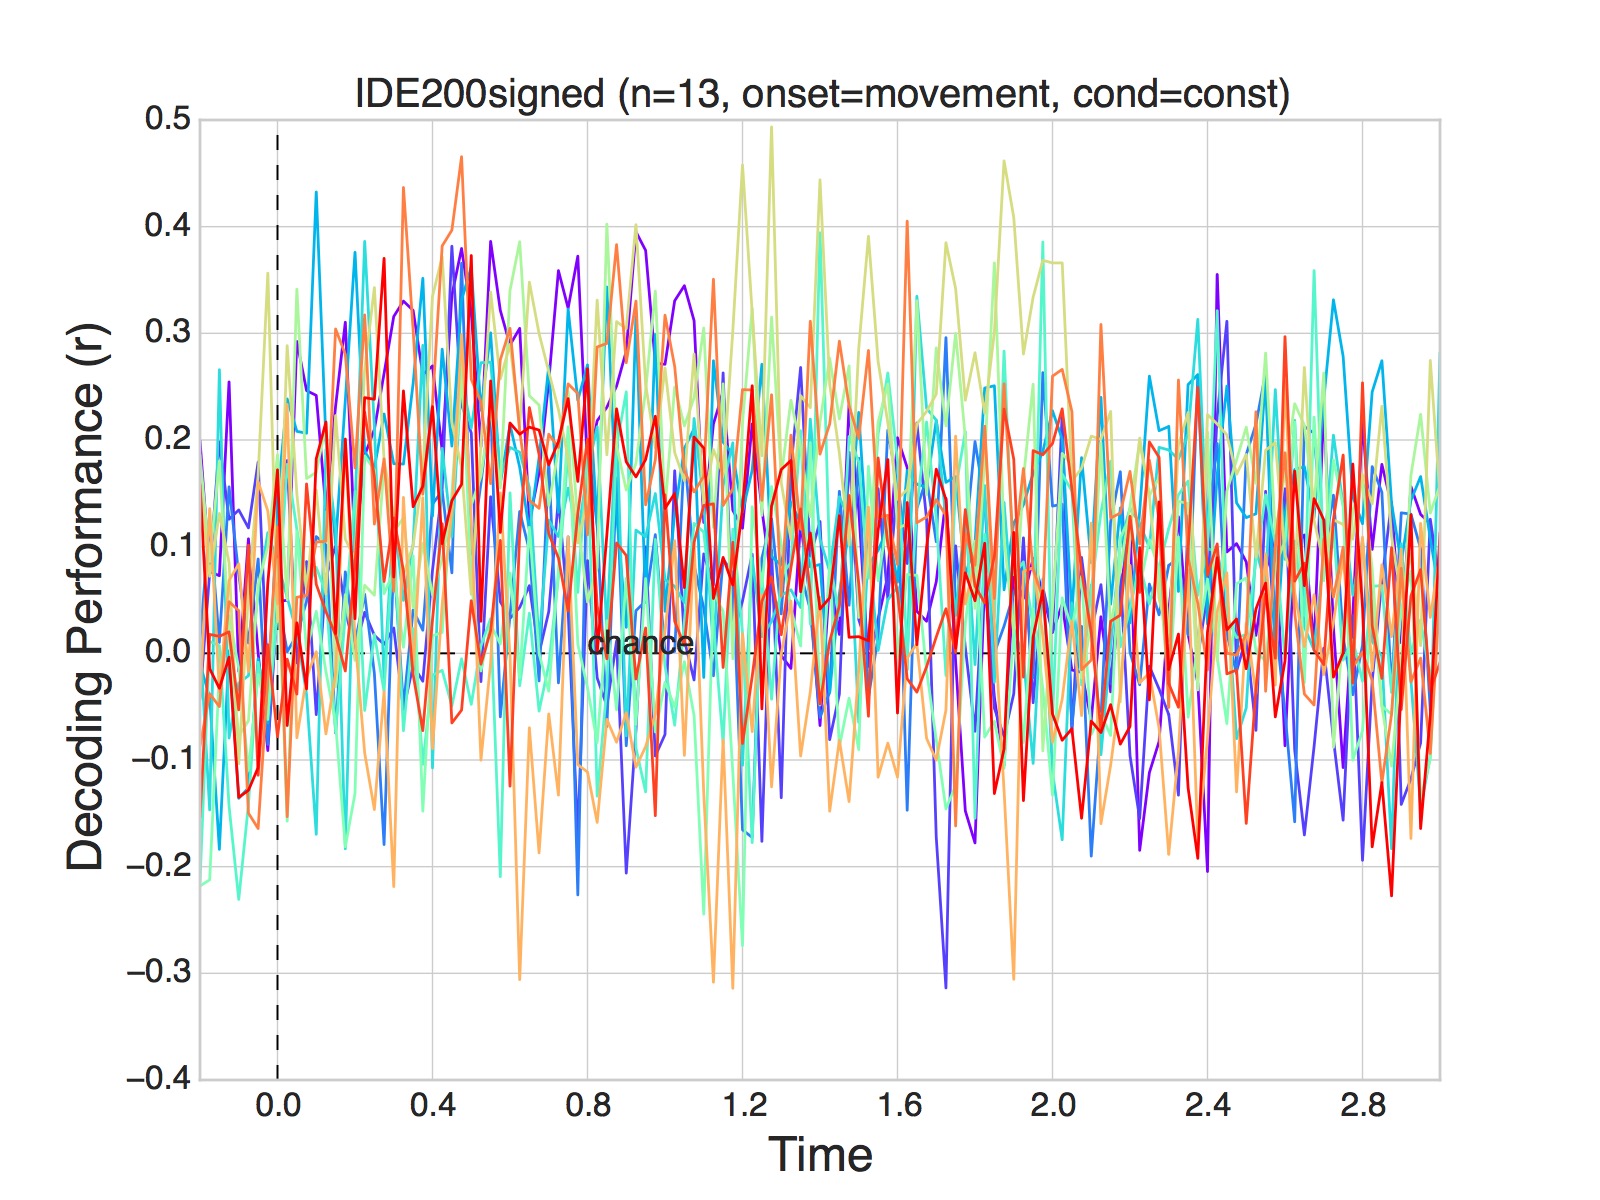 IDE200signed (n=13, onset=movement, cond=const)
Decoding Performance (r)
0.5
0.4
0.3
0.2
0.1
0.0
−0.1
−0.2
−0.3
−0.4
chance
0.0 0.4 0.8 1.2 1.6 2.0 2.4 2.8
Time